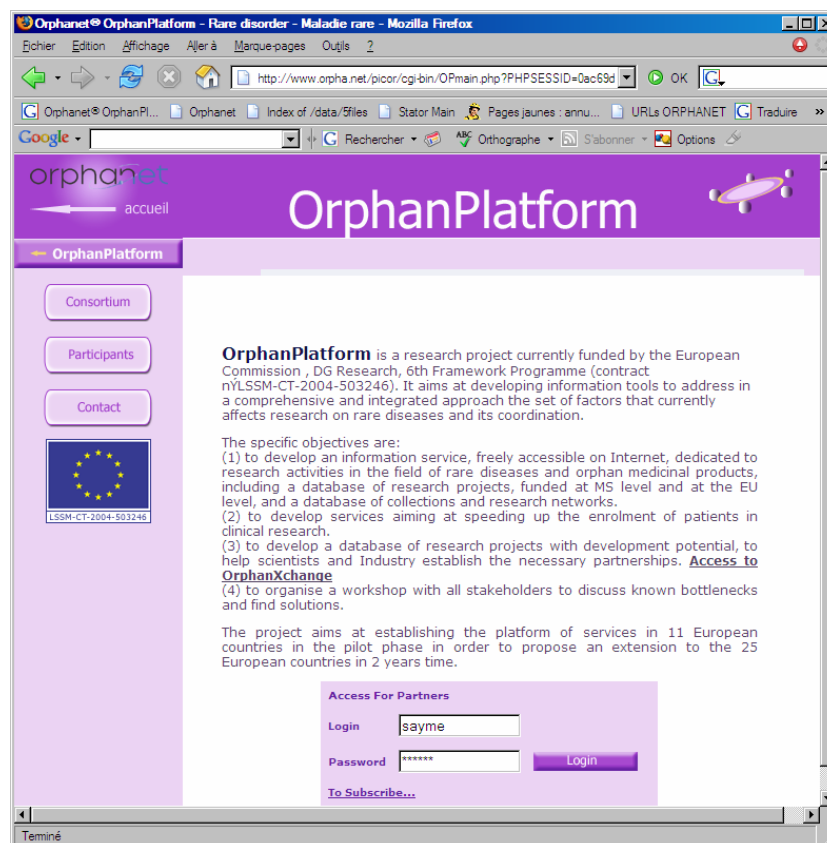 Orphanet® OrphanPlatform - Rare disorder - Maladie rare - Mozilla Firefox
Fichier Edition Affichage Aller à Marque-pages Outils ?
http://www.orpha.net/picor/cgi-bin/OPmain.php?PHPSESSID=0ac69d OK G
Orphanet® OrphanPl... Orphanet Index of /data/5files Stator Main Pages jaunes : annu... URLs ORPHANET Traduire »
Google Rechercher ABC Orthographe S'abonner Options
orphanet
accueil
OrphanPlatform
OrphanPlatform
Consortium
Participants
Contact
LSSM-CT-2004-503246
OrphanPlatform is a research project currently funded by the European
Commission , DG Research, 6th Framework Programme (contract
nÝLSSM-CT-2004-503246). It aims at developing information tools to address in
a comprehensive and integrated approach the set of factors that currently
affects research on rare diseases and its coordination.
The specific objectives are:
(1) to develop an information service, freely accessible on Internet, dedicated to
research activities in the field of rare diseases and orphan medicinal products,
including a database of research projects, funded at MS level and at the EU
level, and a database of collections and research networks.
(2) to develop services aiming at speeding up the enrolment of patients in
clinical research.
(3) to develop a database of research projects with development potential, to
help scientists and Industry establish the necessary partnerships. Access to
OrphanXchange
(4) to organise a workshop with all stakeholders to discuss known bottlenecks
and find solutions.
The project aims at establishing the platform of services in 11 European
countries in the pilot phase in order to propose an extension to the 25
European countries in 2 years time.
Access For Partners
Login sayme
Password ****** Login
To Subscribe...
Terminé